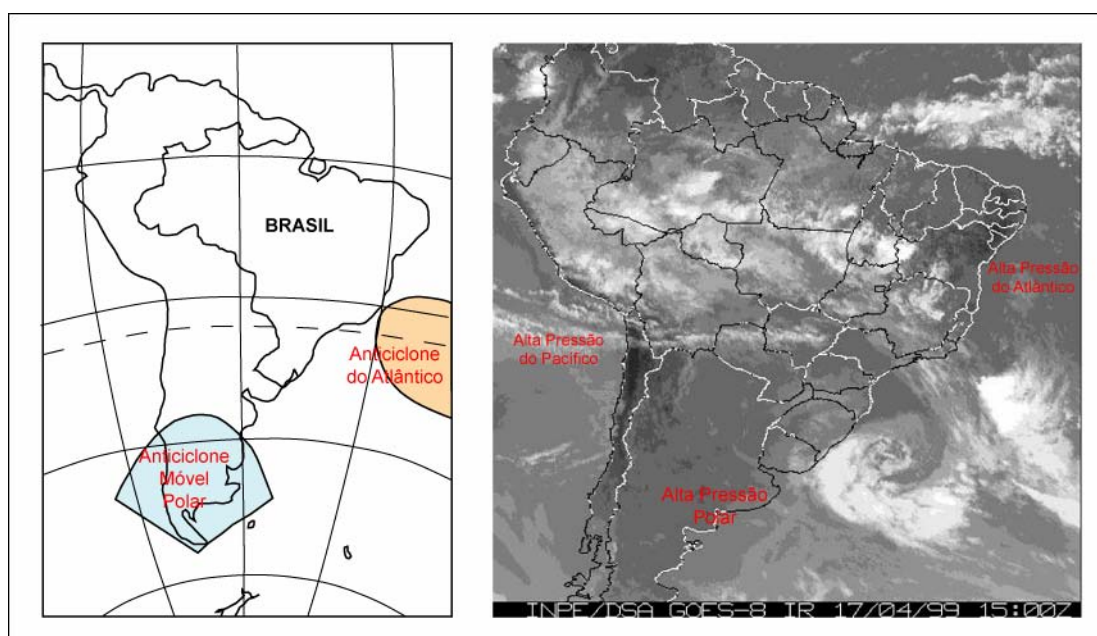 BRASIL
Anticiclone
do Atlântico
Anticiclone
Móvel
Polar
Alta Pressão
do Atlântico
Alta Pressão
do Pacífico
Alta Pressão
Polar
INPE/DSA GOES-8 IR 17/04/99 15:00Z